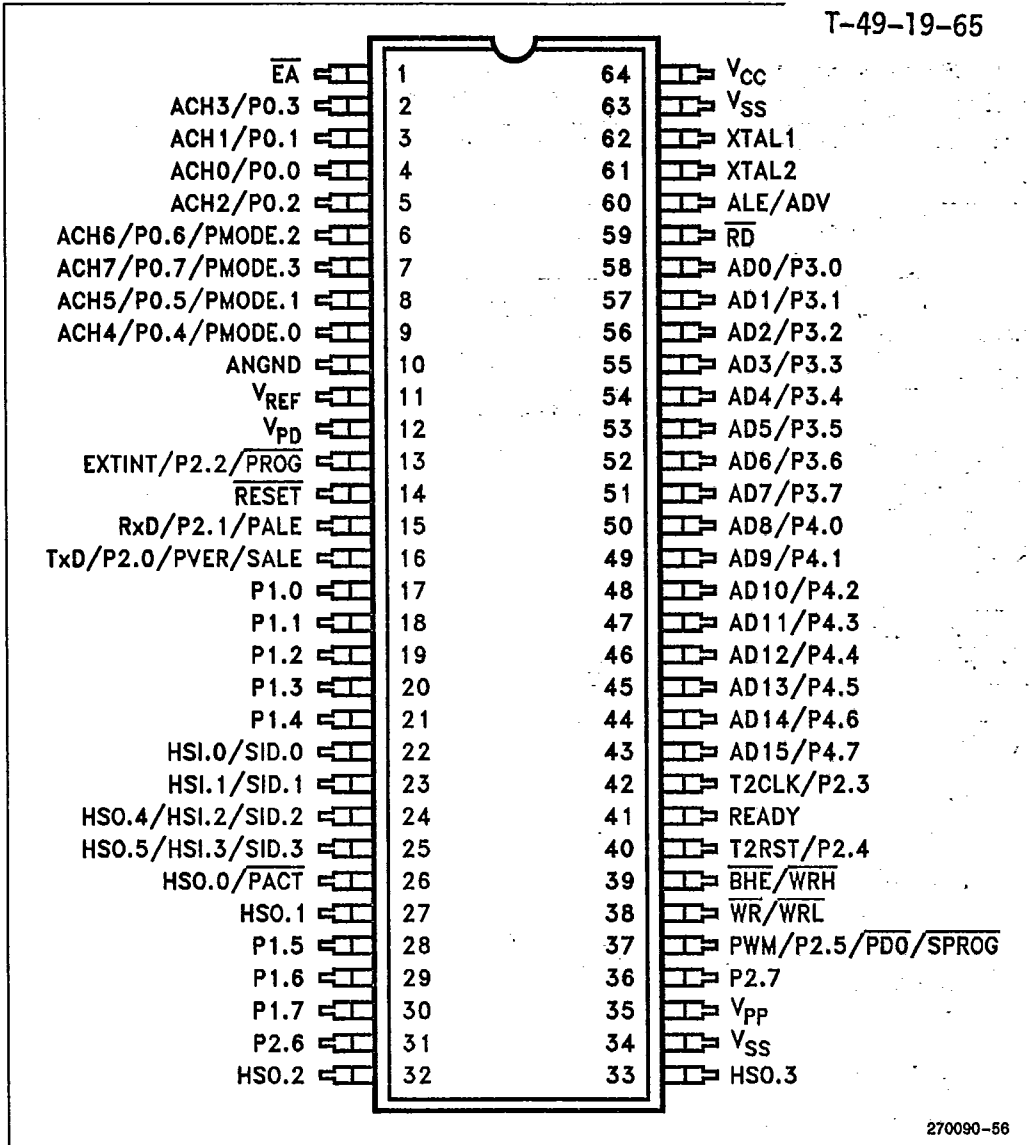 T-49-19-65
E̅A̅ 1 64 VCC
ACH3/P0.3 2 63 VSS
ACH1/P0.1 3 62 XTAL1
ACH0/P0.0 4 61 XTAL2
ACH2/P0.2 5 60 ALE/ADV
ACH6/P0.6/PMODE.2 6 59 R̅D̅
ACH7/P0.7/PMODE.3 7 58 AD0/P3.0
ACH5/P0.5/PMODE.1 8 57 AD1/P3.1
ACH4/P0.4/PMODE.0 9 56 AD2/P3.2
ANGND 10 55 AD3/P3.3
VREF 11 54 AD4/P3.4
VPD 12 53 AD5/P3.5
EXTINT/P2.2/P̅R̅O̅G̅ 13 52 AD6/P3.6
R̅E̅S̅E̅T̅ 14 51 AD7/P3.7
RxD/P2.1/PALE 15 50 AD8/P4.0
TxD/P2.0/PVER/SALE 16 49 AD9/P4.1
P1.0 17 48 AD10/P4.2
P1.1 18 47 AD11/P4.3
P1.2 19 46 AD12/P4.4
P1.3 20 45 AD13/P4.5
P1.4 21 44 AD14/P4.6
HSI.0/SID.0 22 43 AD15/P4.7
HSI.1/SID.1 23 42 T2CLK/P2.3
HSO.4/HSI.2/SID.2 24 41 READY
HSO.5/HSI.3/SID.3 25 40 T2RST/P2.4
HSO.0/P̅A̅C̅T̅ 26 39 B̅H̅E̅/W̅R̅H̅
HSO.1 27 38 W̅R̅/W̅R̅L̅
P1.5 28 37 PWM/P2.5/P̅D̅O̅/S̅P̅R̅O̅G̅
P1.6 29 36 P2.7
P1.7 30 35 VPP
P2.6 31 34 VSS
HSO.2 32 33 HSO.3
270090-56